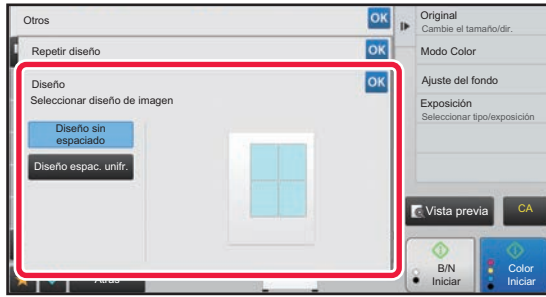 Otros
OK
Repetir diseño
OK
Diseño
OK
Seleccionar diseño de imagen
Diseño sin
espaciado
Diseño espac. unifr.
Atrás
Original
Cambie el tamaño/dir.
Modo Color
Ajuste del fondo
Exposición
Seleccionar tipo/exposición
Vista previa
CA
B/N
Iniciar
Color
Iniciar